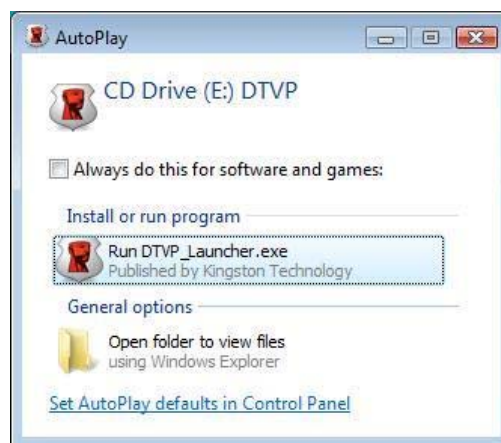 AutoPlay
CD Drive (E:) DTVP
Always do this for software and games:
Install or run program
Run DTVP_Launcher.exe
Published by Kingston Technology
General options
Open folder to view files
using Windows Explorer
Set AutoPlay defaults in Control Panel